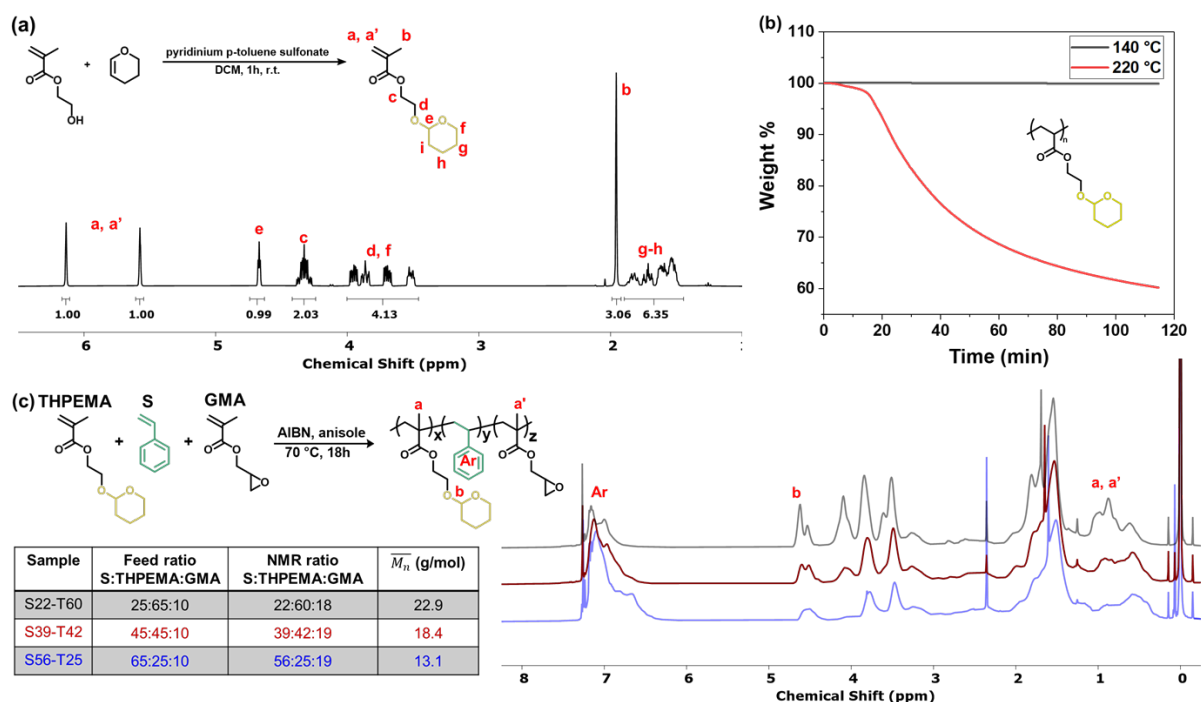 (a)
a, a'
b
O
O
OH
+
O
pyridinium p-toluene sulfonate
DCM, 1h, r.t.
O
O
c
d
O
e
O
f
i
h
g
a, a'
e
c
d, f
b
g-h
1.00
1.00
0.99
2.03
4.13
3.06
6.35
6
5
4
3
2
Chemical Shift (ppm)
(b)
110
100
90
80
70
60
Weight %
140 °C
220 °C
n
O
O
O
O
0
20
40
60
80
100
120
Time (min)
(c)
THPEMA
S
GMA
O
O
O
O
+
+
O
O
O
AIBN, anisole
70 °C, 18h
a
a'
x
y
z
Ar
O
O
O
O
b
O
O
O
Sample
Feed ratio
S:THPEMA:GMA
NMR ratio
S:THPEMA:GMA
Mn (g/mol)
S22-T60
25:65:10
22:60:18
22.9
S39-T42
45:45:10
39:42:19
18.4
S56-T25
65:25:10
56:25:19
13.1
Ar
b
a, a'
8
7
6
5
4
3
2
1
0
Chemical Shift (ppm)